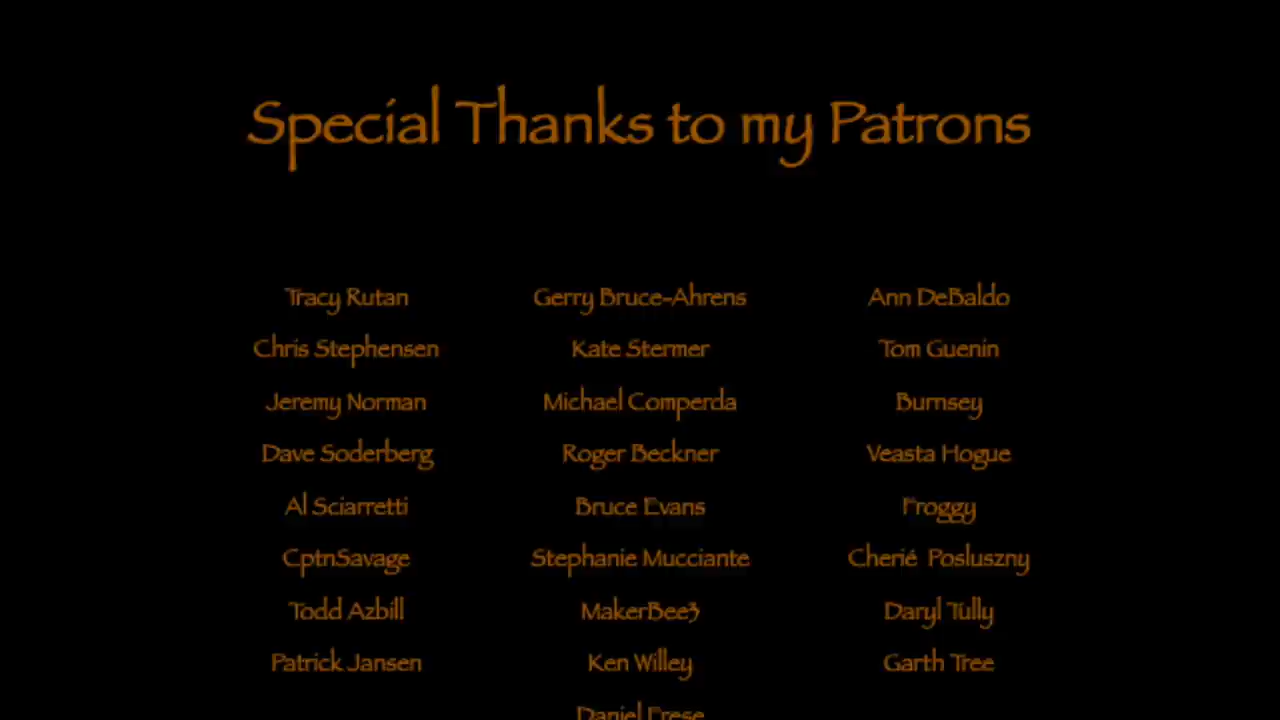 Special Thanks to my Patrons
Tracy Rutan Gerry Bruce-Ahrens Ann DeBaldo
Chris Stephensen Kate Stermer Tom Guenin
Jeremy Norman Michael Comperda Burnsey
Dave Soderberg Roger Beckner Veasta Hogue
Al Sciarretti Bruce Evans Froggy
CptnSavage Stephanie Mucciante Cherié Posluszny
Todd Azbill MakerBee3 Daryl Tully
Patrick Jansen Ken Willey Garth Tree
Daniel Frese